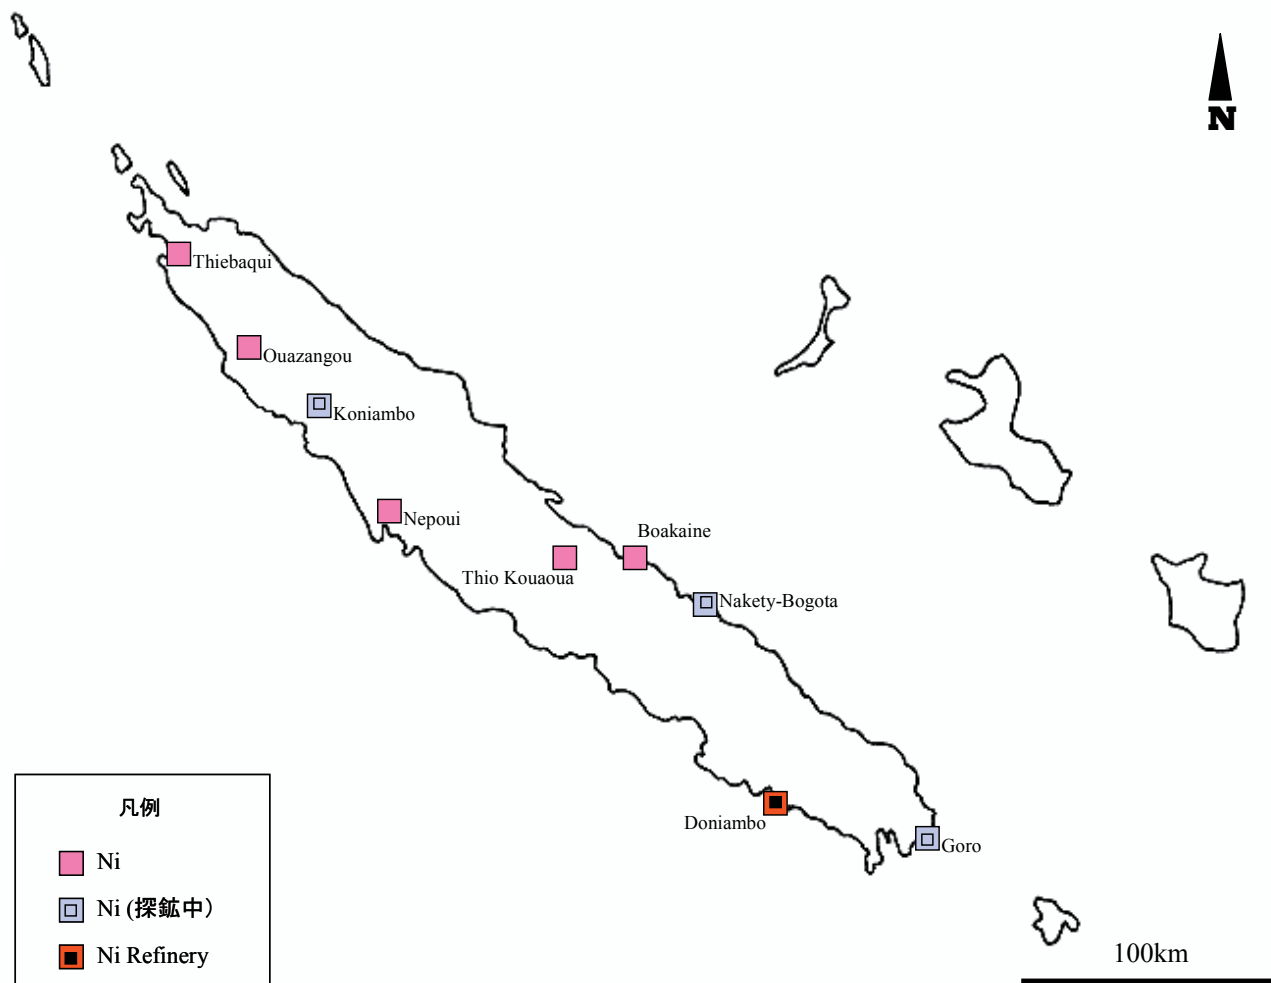 N
Thiebaqui
Ouazangou
Koniambo
Nepoui
Boakaine
Thio Kouaoua
Nakety-Bogota
Doniambo
Goro
凡例
Ni
Ni (探鉱中)
Ni Refinery
100km